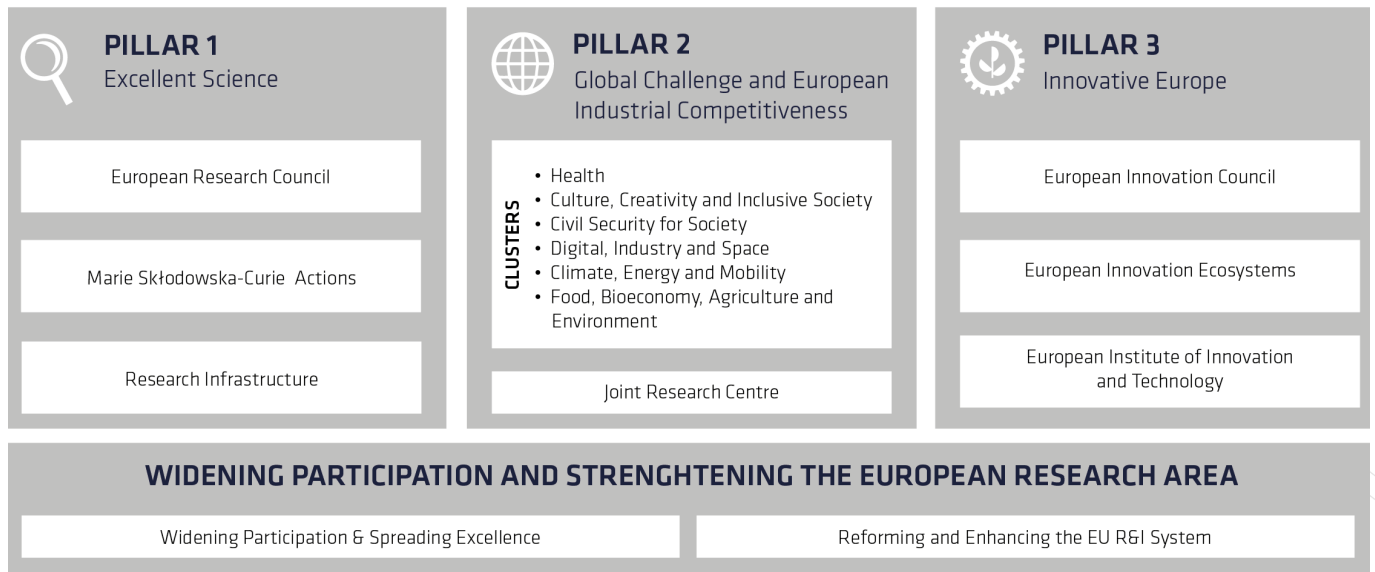 PILLAR 1
Excellent Science
European Research Council
Marie Skłodowska-Curie Actions
Research Infrastructure
PILLAR 2
Global Challenge and European
Industrial Competitiveness
CLUSTERS
• Health
• Culture, Creativity and Inclusive Society
• Civil Security for Society
• Digital, Industry and Space
• Climate, Energy and Mobility
• Food, Bioeconomy, Agriculture and
Environment
Joint Research Centre
PILLAR 3
Innovative Europe
European Innovation Council
European Innovation Ecosystems
European Institute of Innovation
and Technology
WIDENING PARTICIPATION AND STRENGHTENING THE EUROPEAN RESEARCH AREA
Widening Participation & Spreading Excellence
Reforming and Enhancing the EU R&I System